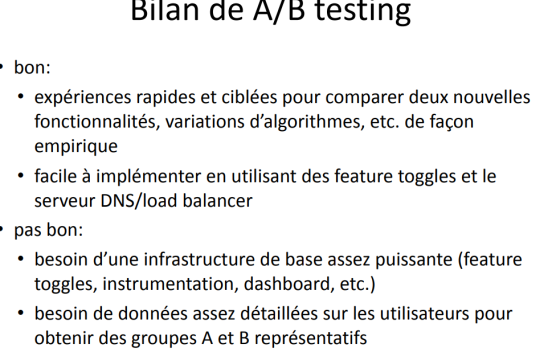 Bilan de A/B testing
• bon:
• expériences rapides et ciblées pour comparer deux nouvelles
fonctionnalités, variations d’algorithmes, etc. de façon
empirique
• facile à implémenter en utilisant des feature toggles et le
serveur DNS/load balancer
• pas bon:
• besoin d’une infrastructure de base assez puissante (feature
toggles, instrumentation, dashboard, etc.)
• besoin de données assez détaillées sur les utilisateurs pour
obtenir des groupes A et B représentatifs